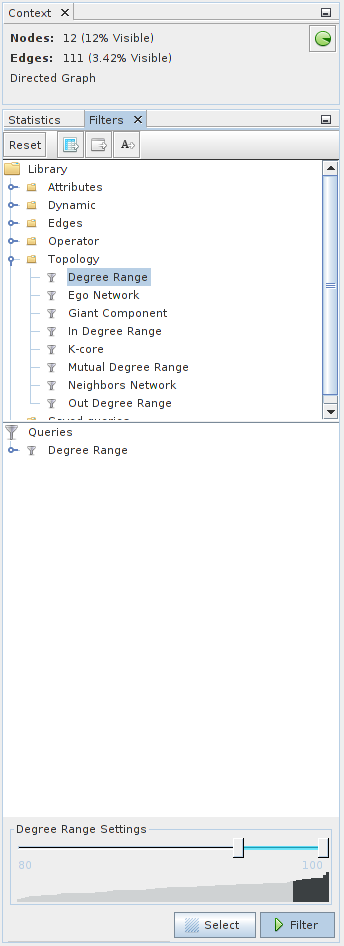 Context
Nodes: 12 (12% Visible)
Edges: 111 (3.42% Visible)
Directed Graph
Statistics Filters
Reset A
Library
Attributes
Dynamic
Edges
Operator
Topology
Degree Range
Ego Network
Giant Component
In Degree Range
K-core
Mutual Degree Range
Neighbors Network
Out Degree Range
Saved queries
Queries
Degree Range
Degree Range Settings
80 100
Select Filter